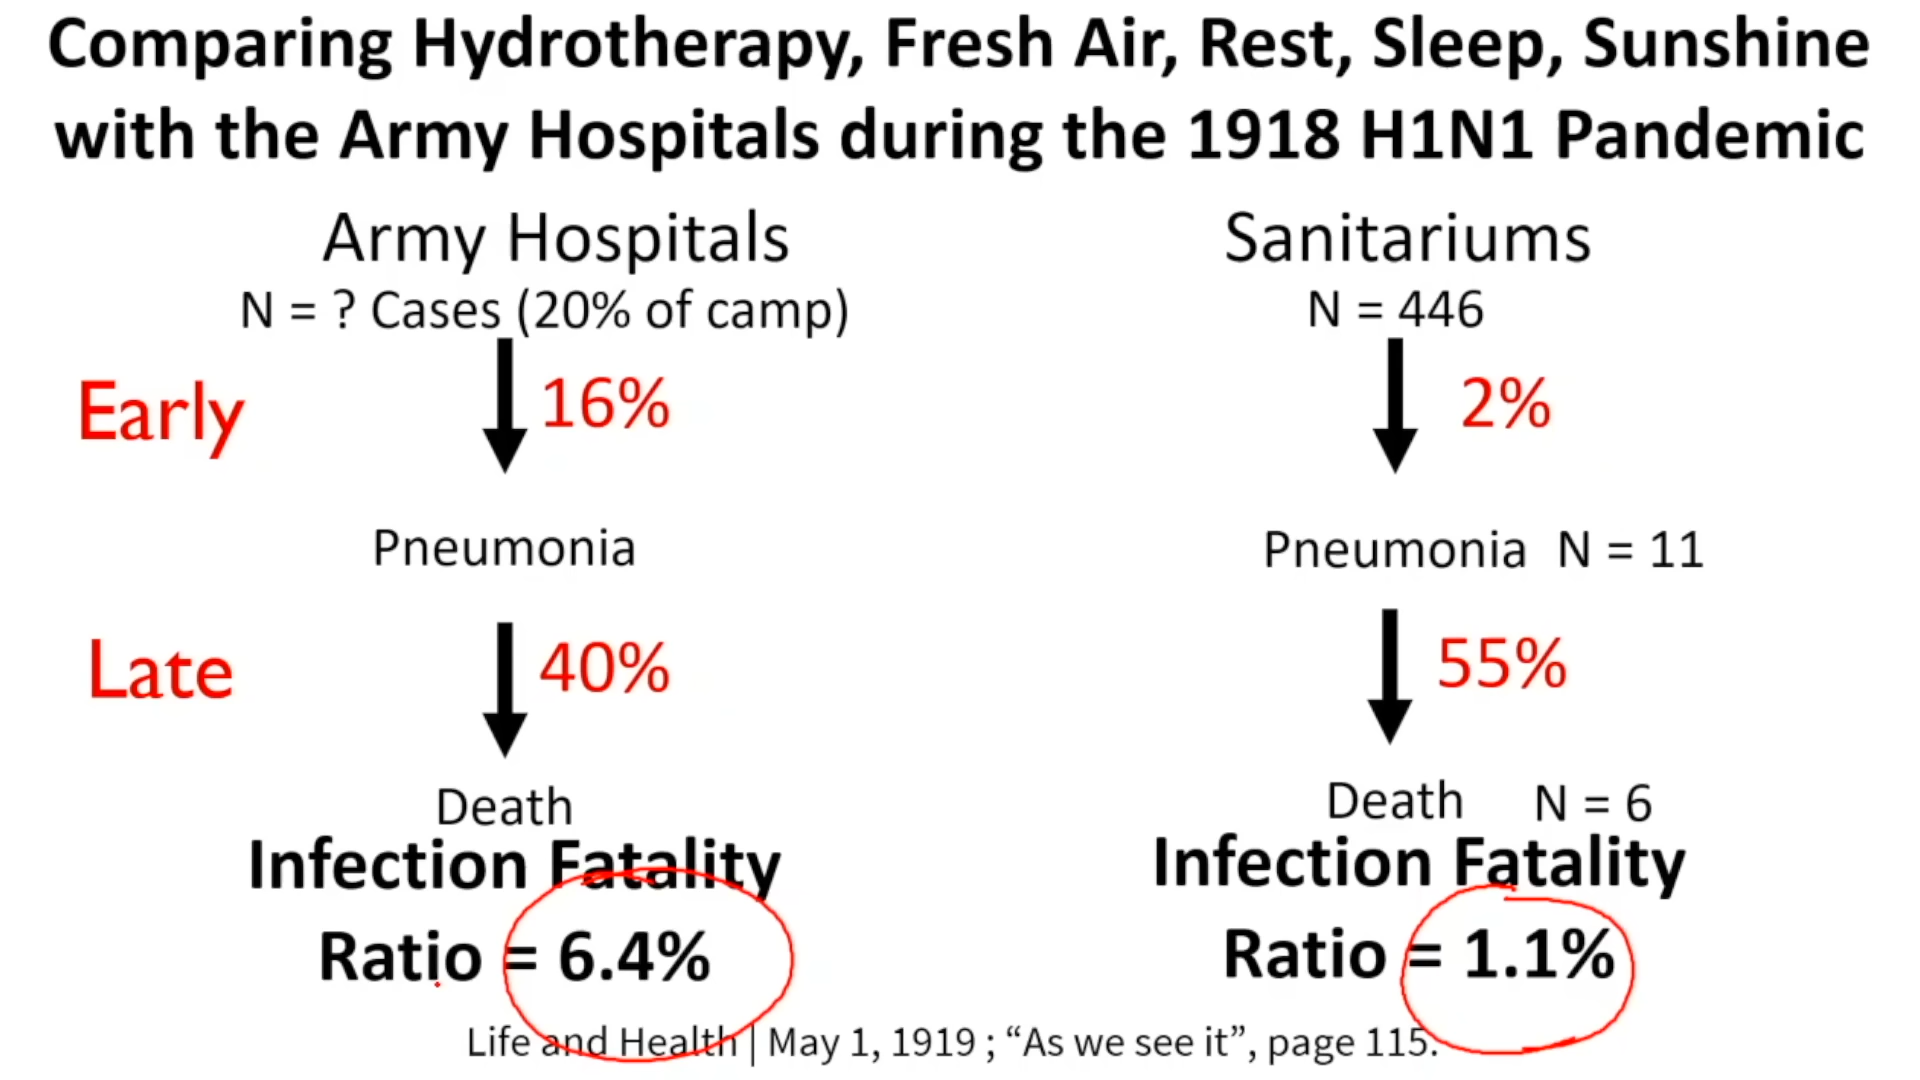 Comparing Hydrotherapy, Fresh Air, Rest, Sleep, Sunshine
with the Army Hospitals during the 1918 H1N1 Pandemic
Army Hospitals
N = ? Cases (20% of camp)
Sanitariums
N = 446
Early
16%
2%
Pneumonia
Pneumonia N = 11
Late
40%
55%
Death
Death N = 6
Infection Fatality
Ratio = 6.4%
Infection Fatality
Ratio = 1.1%
Life and Health | May 1, 1919 ; “As we see it”, page 115.